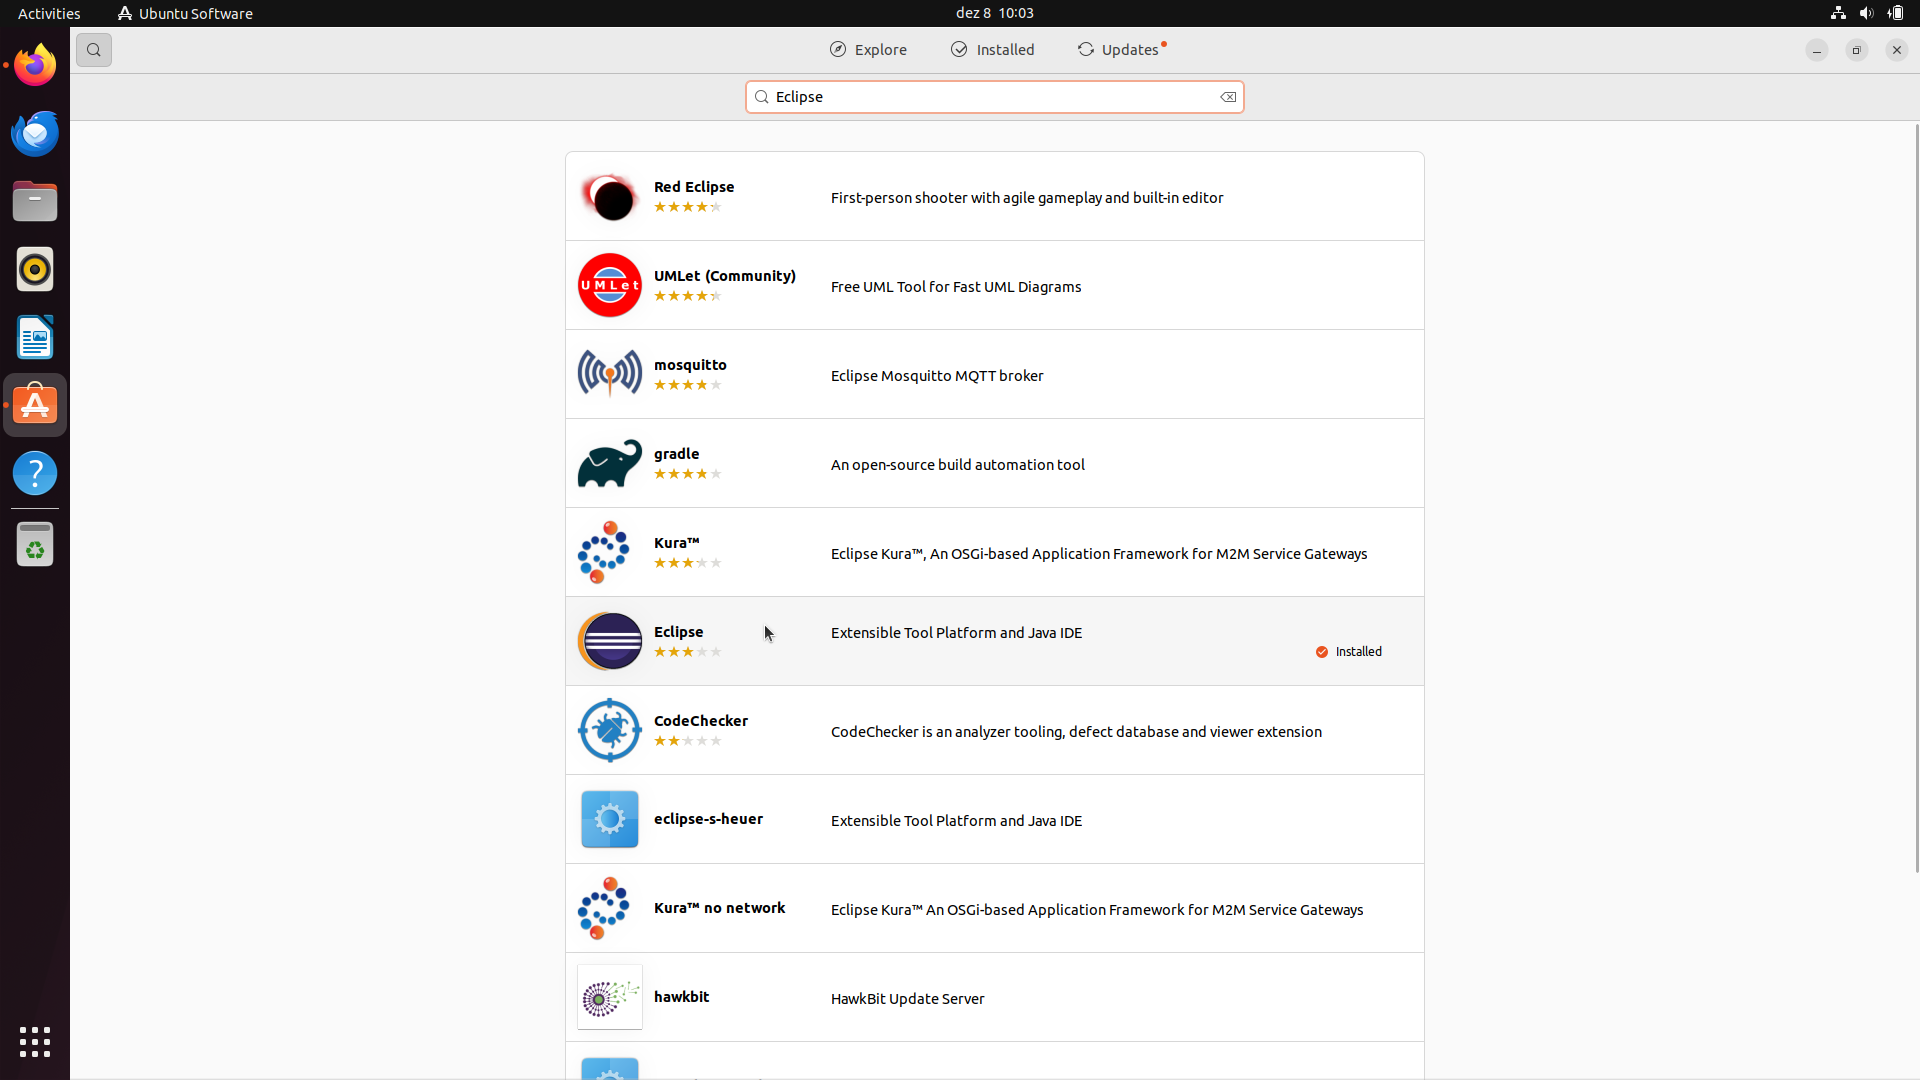 Activities
Ubuntu Software
dez 8 10:03
Explore
Installed
Updates
Eclipse
Red Eclipse
First-person shooter with agile gameplay and built-in editor
UMLet
UMLet (Community)
Free UML Tool for Fast UML Diagrams
mosquitto
Eclipse Mosquitto MQTT broker
gradle
An open-source build automation tool
Kura™
Eclipse Kura™, An OSGi-based Application Framework for M2M Service Gateways
Eclipse
Extensible Tool Platform and Java IDE
Installed
CodeChecker
CodeChecker is an analyzer tooling, defect database and viewer extension
eclipse-s-heuer
Extensible Tool Platform and Java IDE
Kura™ no network
Eclipse Kura™ An OSGi-based Application Framework for M2M Service Gateways
hawkbit
HawkBit Update Server